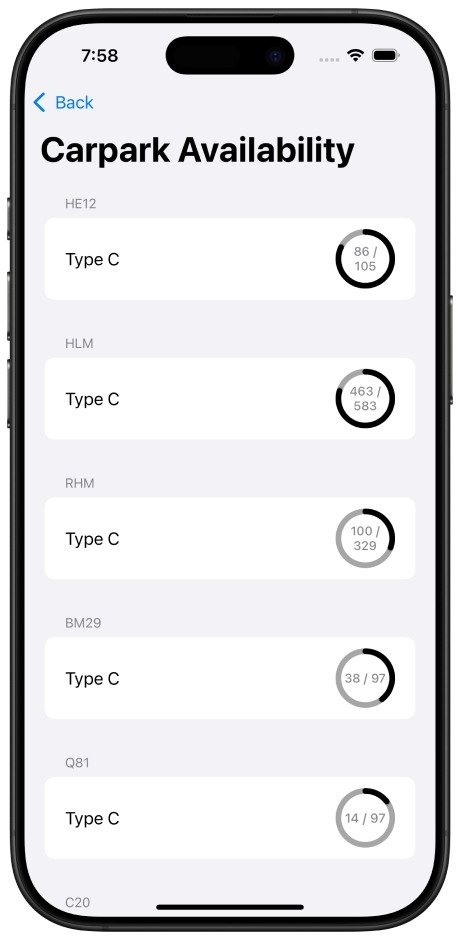 7:58
Back
Carpark Availability
HE12
Type C
86 /
105
HLM
Type C
463 /
583
RHM
Type C
100 /
329
BM29
Type C
38 / 97
Q81
Type C
14 / 97
C20